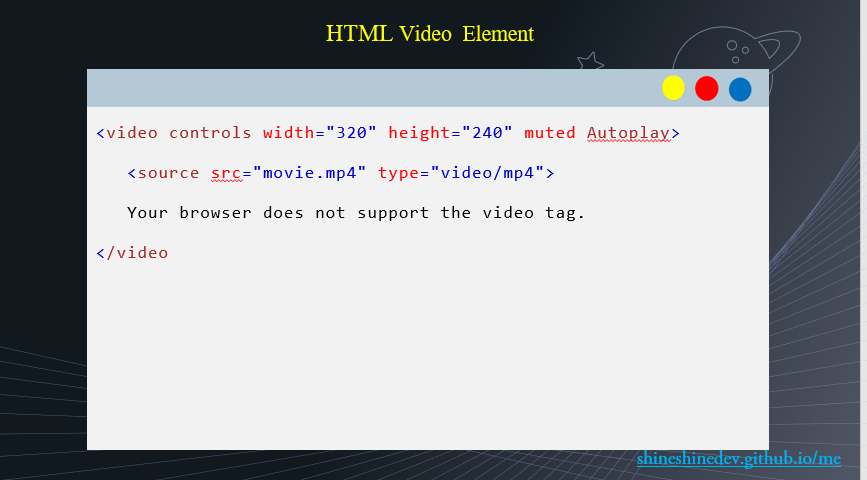 HTML Video Element
<video controls width="320" height="240" muted Autoplay>
<source src="movie.mp4" type="video/mp4">
Your browser does not support the video tag.
</video
shineshinedev.github.io/me